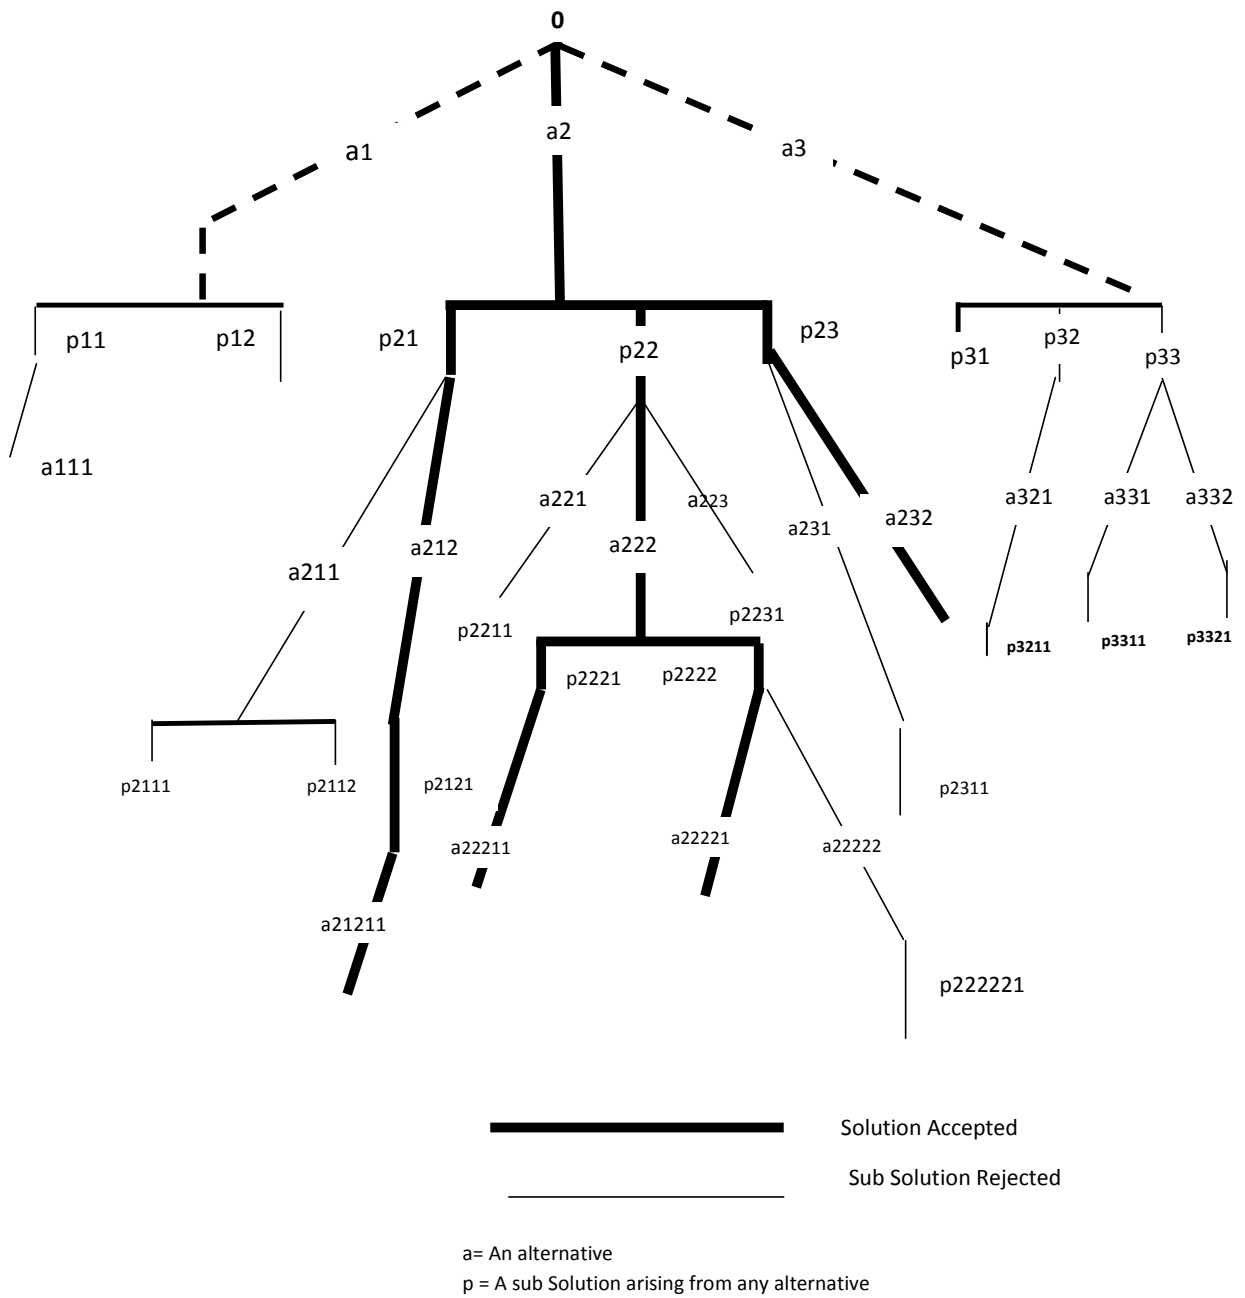 0
a2
a1
a3
p11
p12
p21
p22
p23
p31
p32
p33
a111
a221
a223
a321
a331
a332
a211
a212
a222
a231
a232
p2211
p2231
p3211
p3311
p3321
p2221
p2222
p2111
p2112
p2121
p2311
a22211
a22221
a22222
a21211
p222221
Solution Accepted
Sub Solution Rejected
a= An alternative
p = A sub Solution arising from any alternative